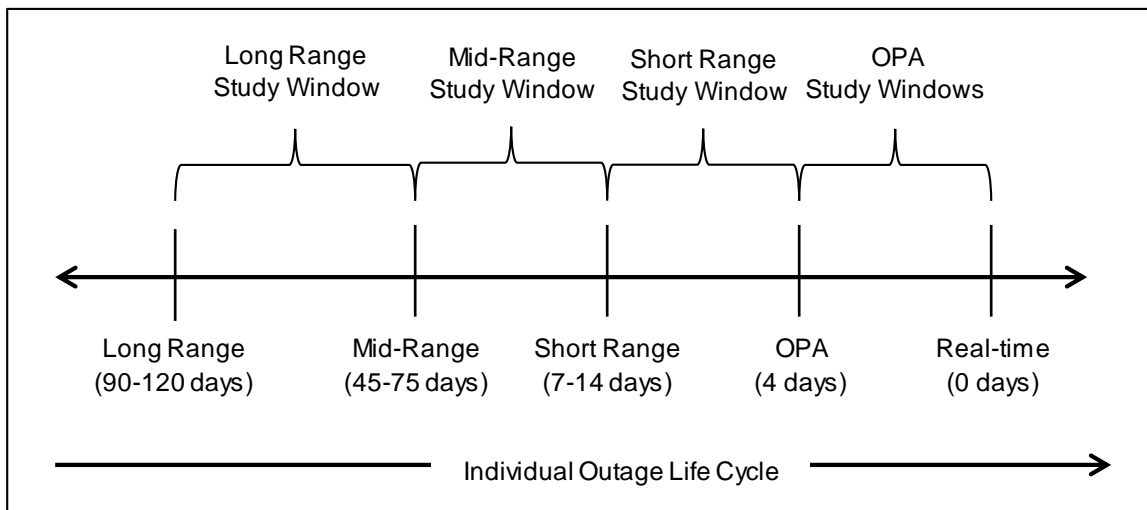 Long Range
Study Window
Mid-Range
Study Window
Short Range
Study Window
OPA
Study Windows
Long Range
(90-120 days)
Mid-Range
(45-75 days)
Short Range
(7-14 days)
OPA
(4 days)
Real-time
(0 days)
Individual Outage Life Cycle